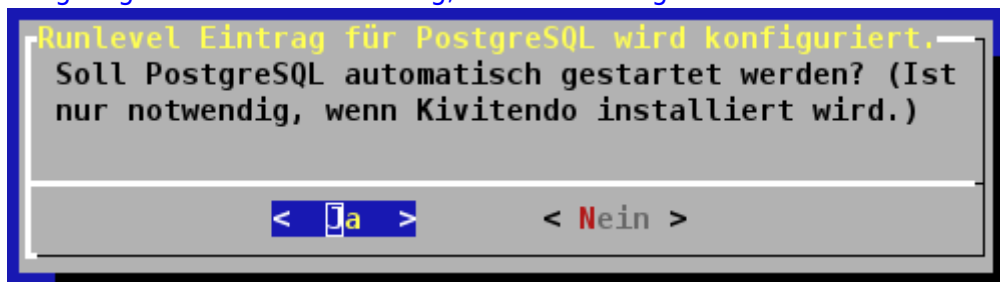 Runlevel Eintrag für PostgreSQL wird konfiguriert.
Soll PostgreSQL automatisch gestartet werden? (Ist
nur notwendig, wenn Kivitendo installiert wird.)
< Ja > < Nein >